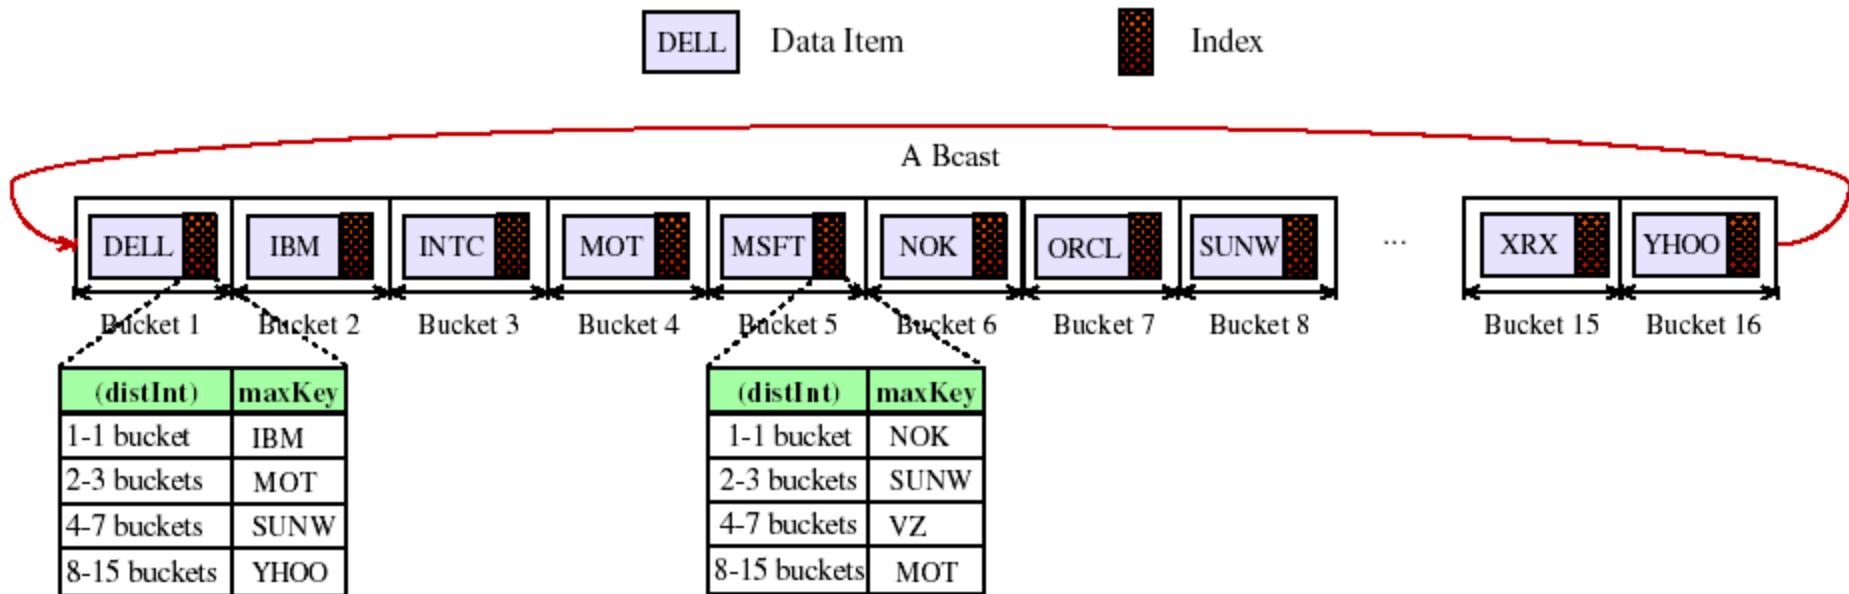 DELL Data Item Index
A Bcast
DELL IBM INTC MOT MSFT NOK ORCL SUNW ... XRX YHOO
Bucket 1 Bucket 2 Bucket 3 Bucket 4 Bucket 5 Bucket 6 Bucket 7 Bucket 8 Bucket 15 Bucket 16
(distInt) maxKey
1-1 bucket IBM
2-3 buckets MOT
4-7 buckets SUNW
8-15 buckets YHOO
(distInt) maxKey
1-1 bucket NOK
2-3 buckets SUNW
4-7 buckets VZ
8-15 buckets MOT